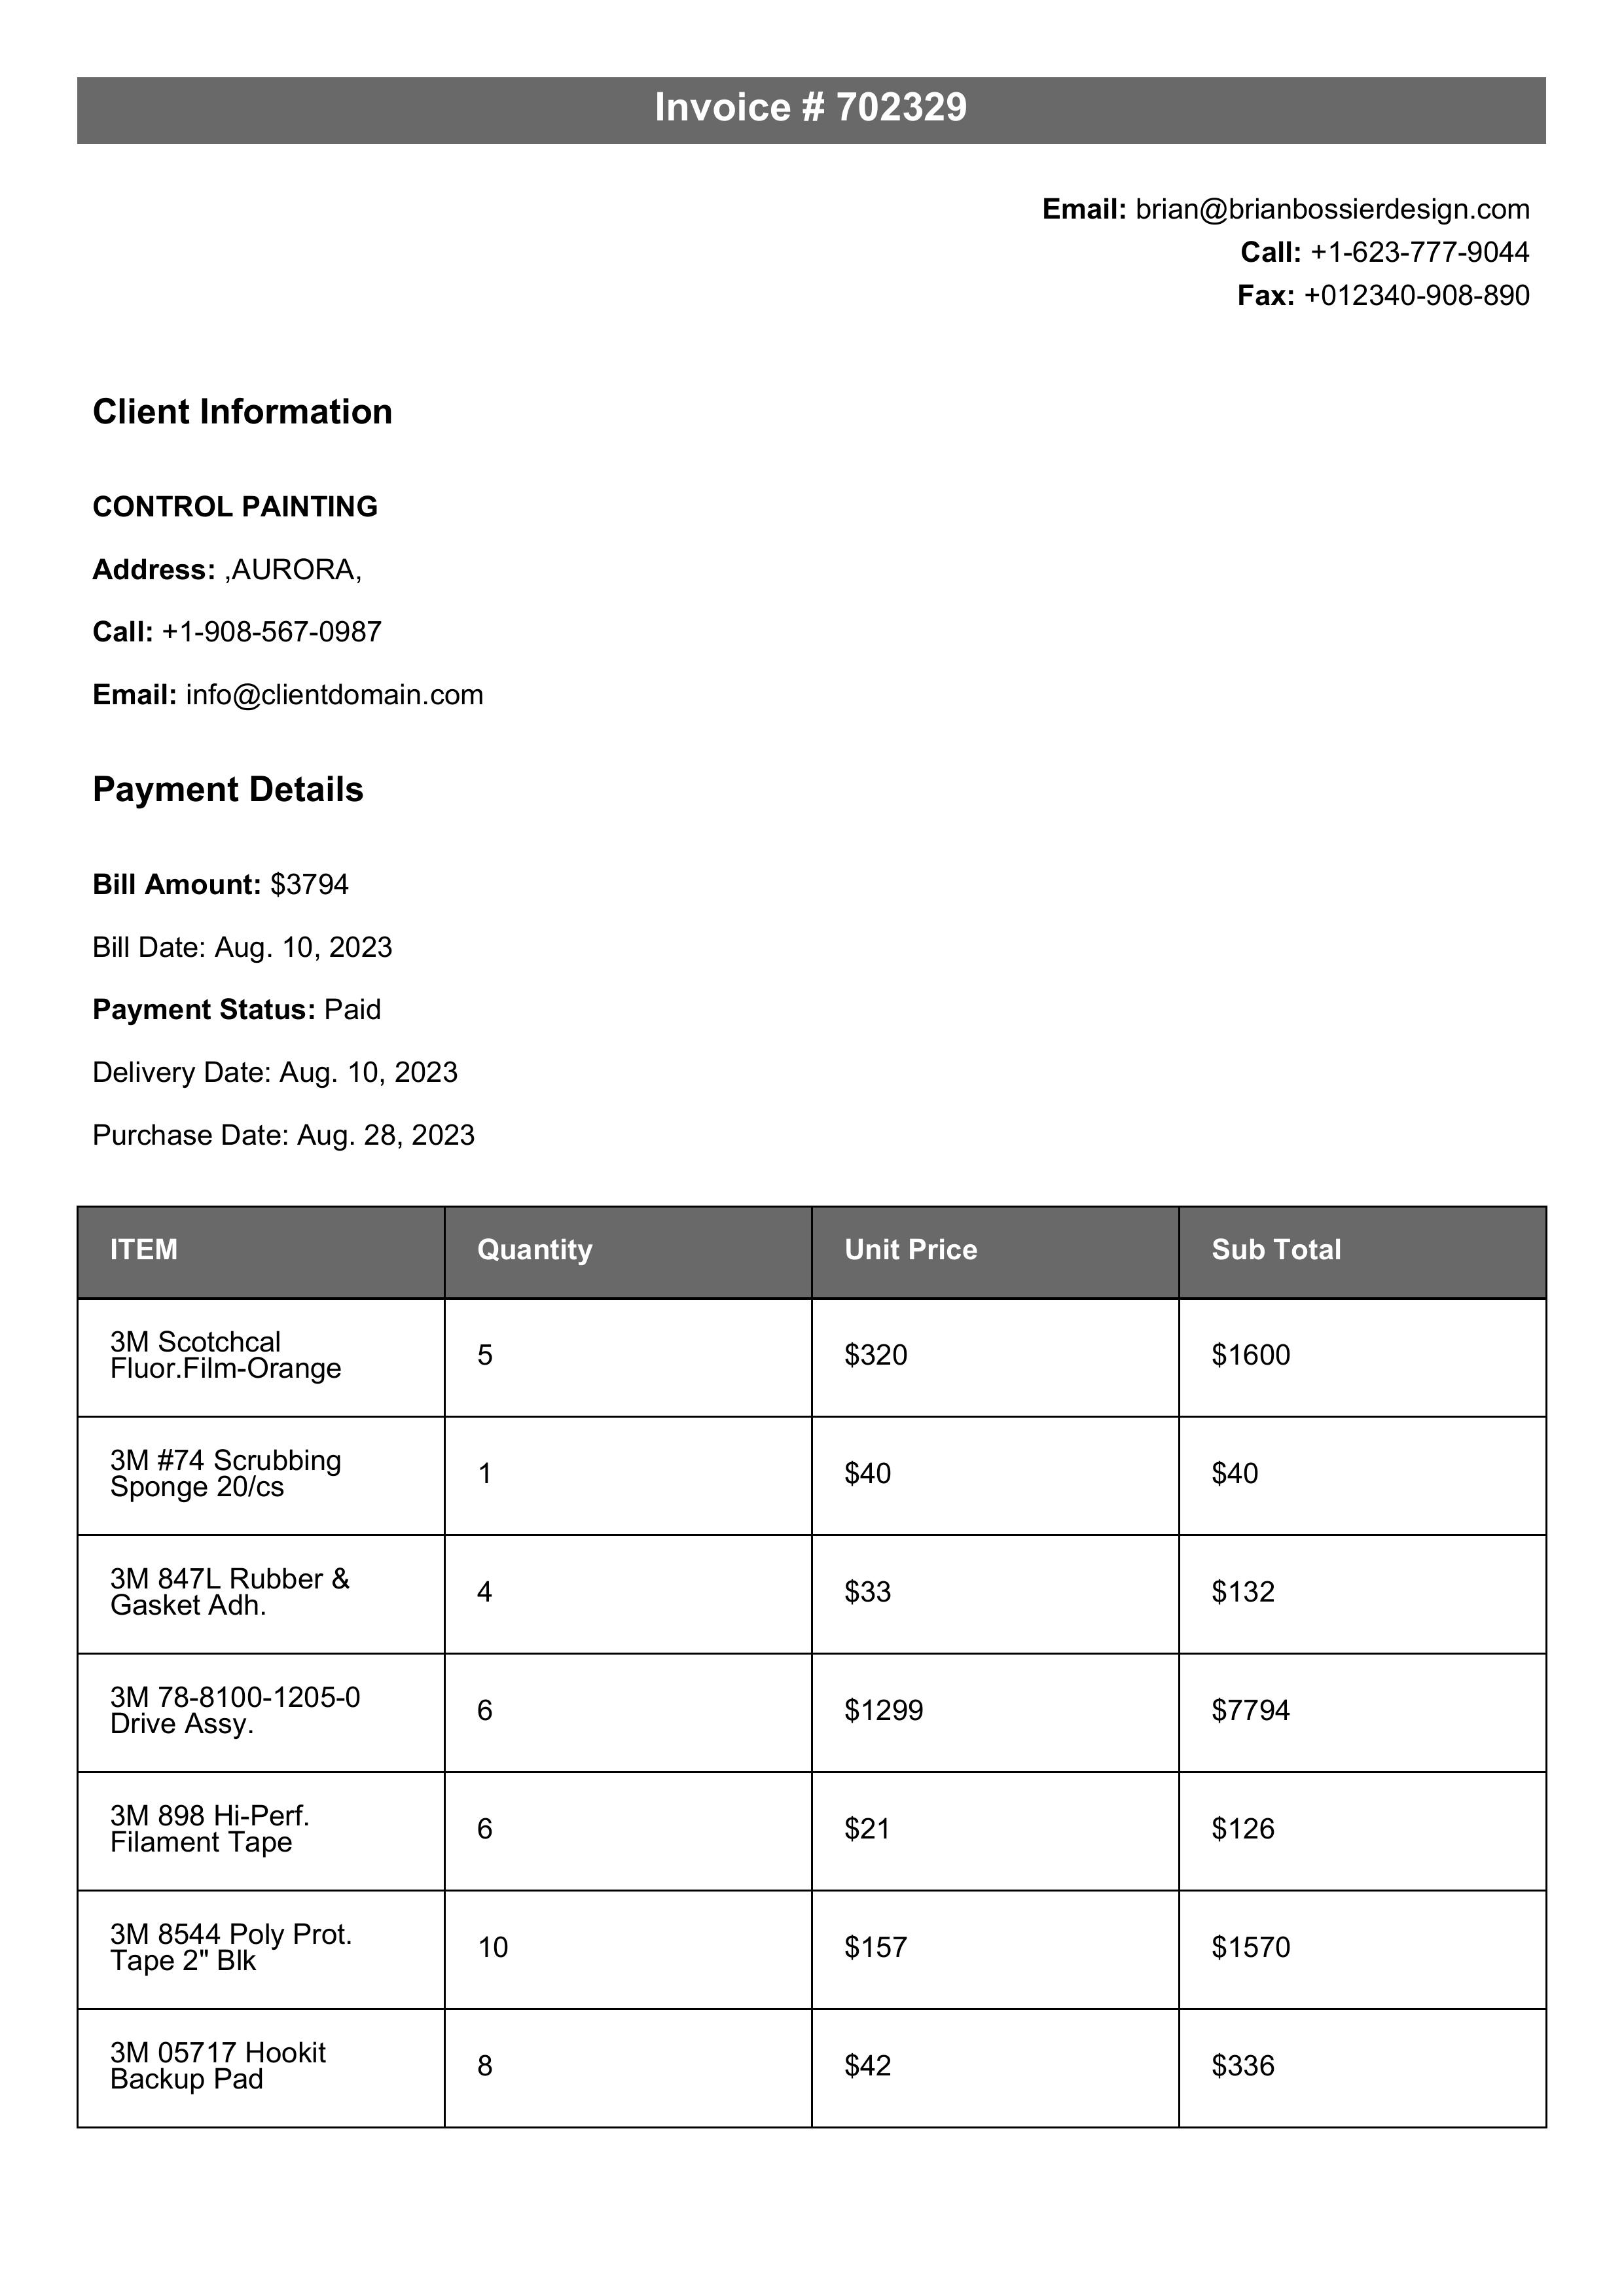 Invoice # 702329
Email: brian@brianbossierdesign.com
Call: +1-623-777-9044
Fax: +012340-908-890
Client Information
CONTROL PAINTING
Address: ,AURORA,
Call: +1-908-567-0987
Email: info@clientdomain.com
Payment Details
Bill Amount: $3794
Bill Date: Aug. 10, 2023
Payment Status: Paid
Delivery Date: Aug. 10, 2023
Purchase Date: Aug. 28, 2023
ITEM Quantity Unit Price Sub Total
3M Scotchcal
Fluor.Film-Orange 5 $320 $1600
3M #74 Scrubbing
Sponge 20/cs 1 $40 $40
3M 847L Rubber &
Gasket Adh. 4 $33 $132
3M 78-8100-1205-0
Drive Assy. 6 $1299 $7794
3M 898 Hi-Perf.
Filament Tape 6 $21 $126
3M 8544 Poly Prot.
Tape 2" Blk 10 $157 $1570
3M 05717 Hookit
Backup Pad 8 $42 $336